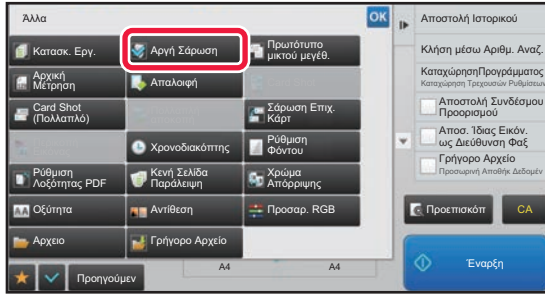 Άλλα
OK
Κατασκ. Εργ.
Αργή Σάρωση
Πρωτότυπο
μικτού μεγέθ.
Αρχική
Μέτρηση
Απαλοιφή
Card Shot
(Πολλαπλό)
Σάρωση Επιχ.
Κάρτ
Χρονοδιακόπτης
Ρύθμιση
Φόντου
Ρύθμιση
Λοξότητας PDF
Κενή Σελίδα
Παράλειψη
Χρώμα
Απόρριψης
Οξύτητα
Αντίθεση
Προσαρ. RGB
Αρχειο
Γρήγορο Αρχείο
Προηγούμεν
A4
A4
Αποστολή Ιστορικού
Κλήση μέσω Αριθμ. Αναζ.
ΚαταχώρησηΠρογράμματος
Καταχώρηση Τρεχουσών Ρυθμίσεων
Αποστολή Συνδέσμου
Προορισμού
Αποσ. Ίδιας Εικόν.
ως Διεύθυνση Φαξ
Γρήγορο Αρχείο
Προσωρινή Αποθήκ Δεδομέν
Προεπισκόπ
CA
Έναρξη